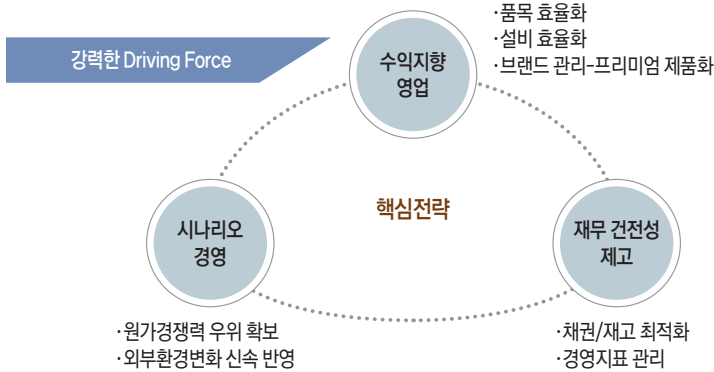 강력한 Driving Force
수익지향
영업
·품목 효율화
·설비 효율화
·브랜드 관리-프리미엄 제품화
핵심전략
시나리오
경영
·원가경쟁력 우위 확보
·외부환경변화 신속 반영
재무 건전성
제고
·채권/재고 최적화
·경영지표 관리